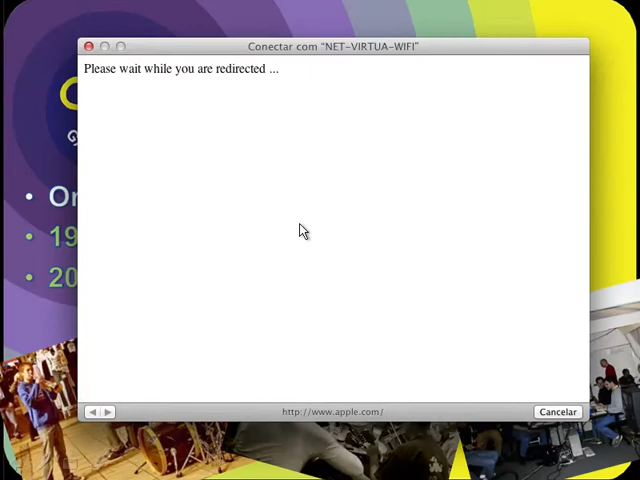 Conectar com “NET-VIRTUA-WIFI”
Please wait while you are redirected ...
• Or
• 19
• 20
http://www.apple.com/
Cancelar